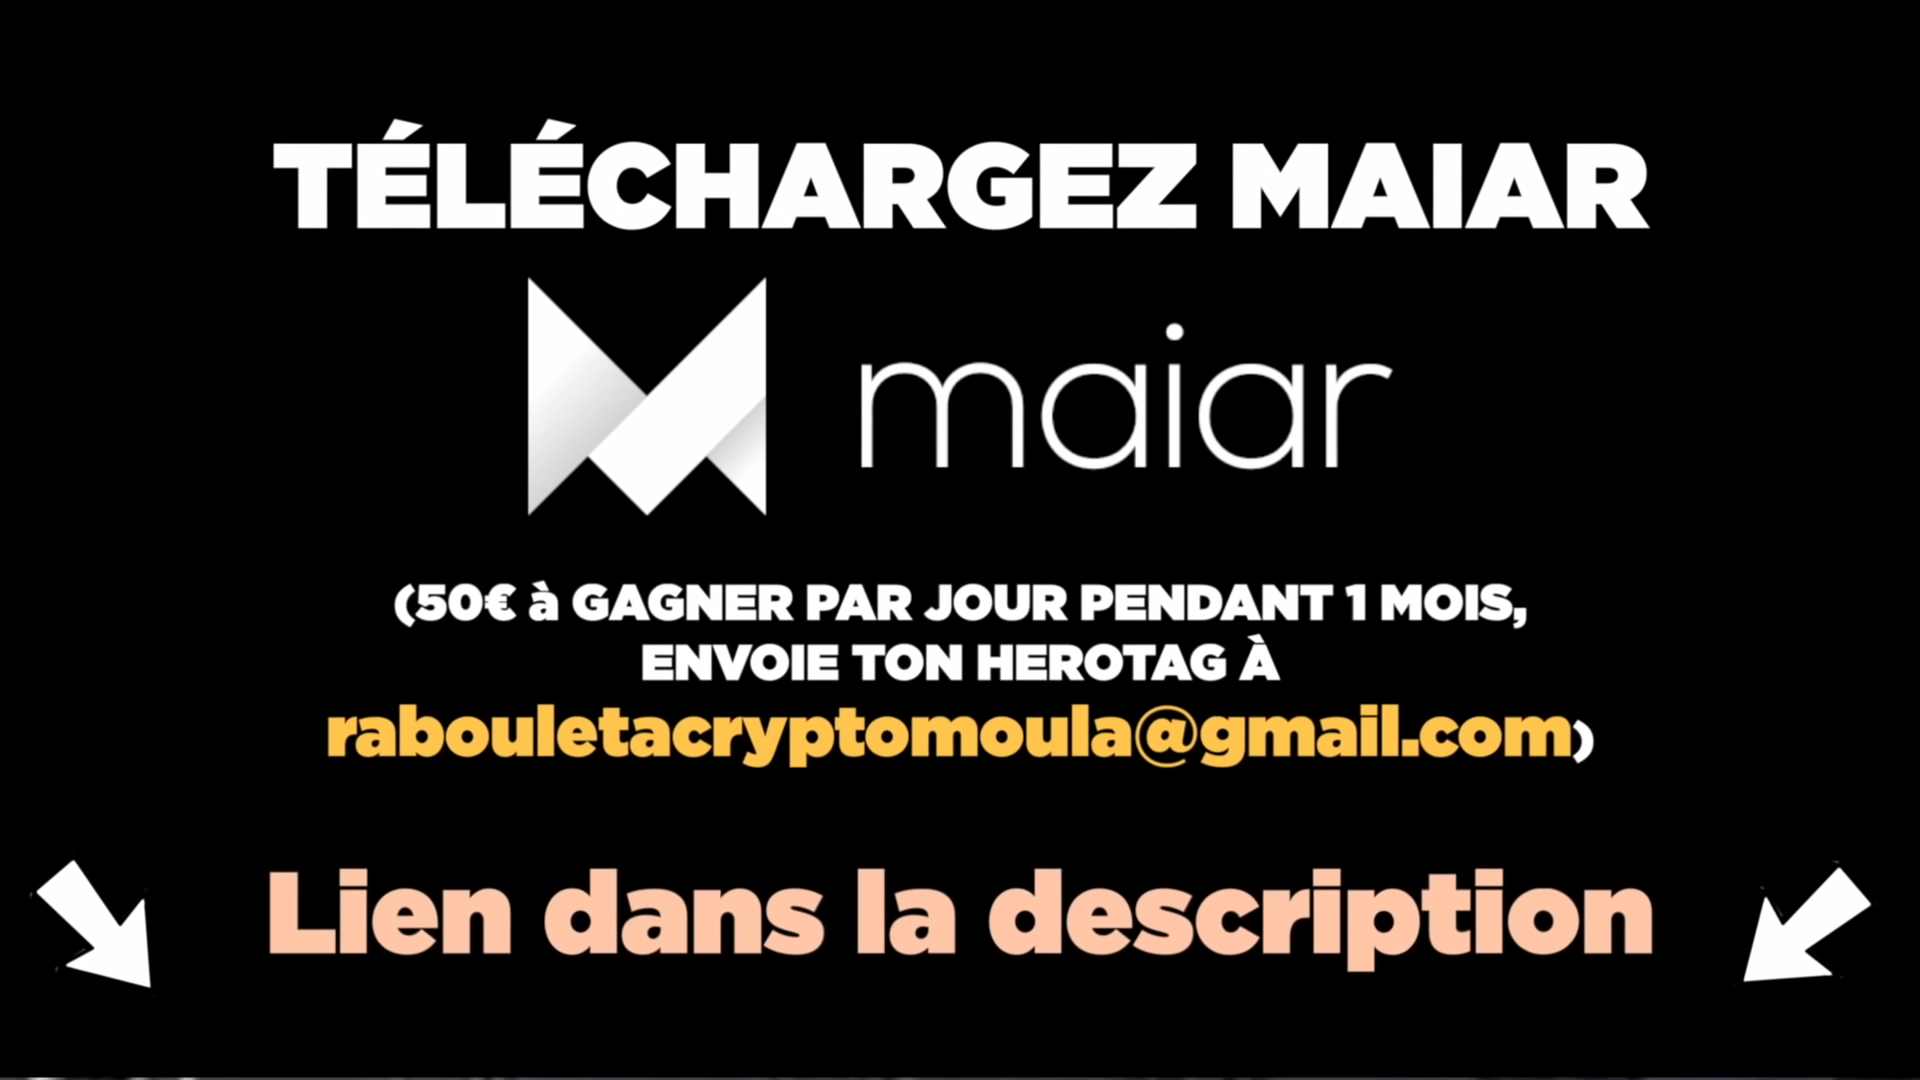 TÉLÉCHARGEZ MAIAR
maiar
(50€ à GAGNER PAR JOUR PENDANT 1 MOIS,
ENVOIE TON HEROTAG À
rabouletacryptomoula@gmail.com)
Lien dans la description